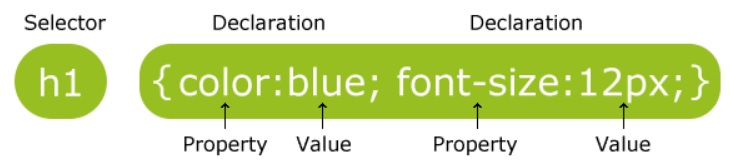 Selector Declaration Declaration
h1 {color:blue; font-size:12px;}
Property Value Property Value